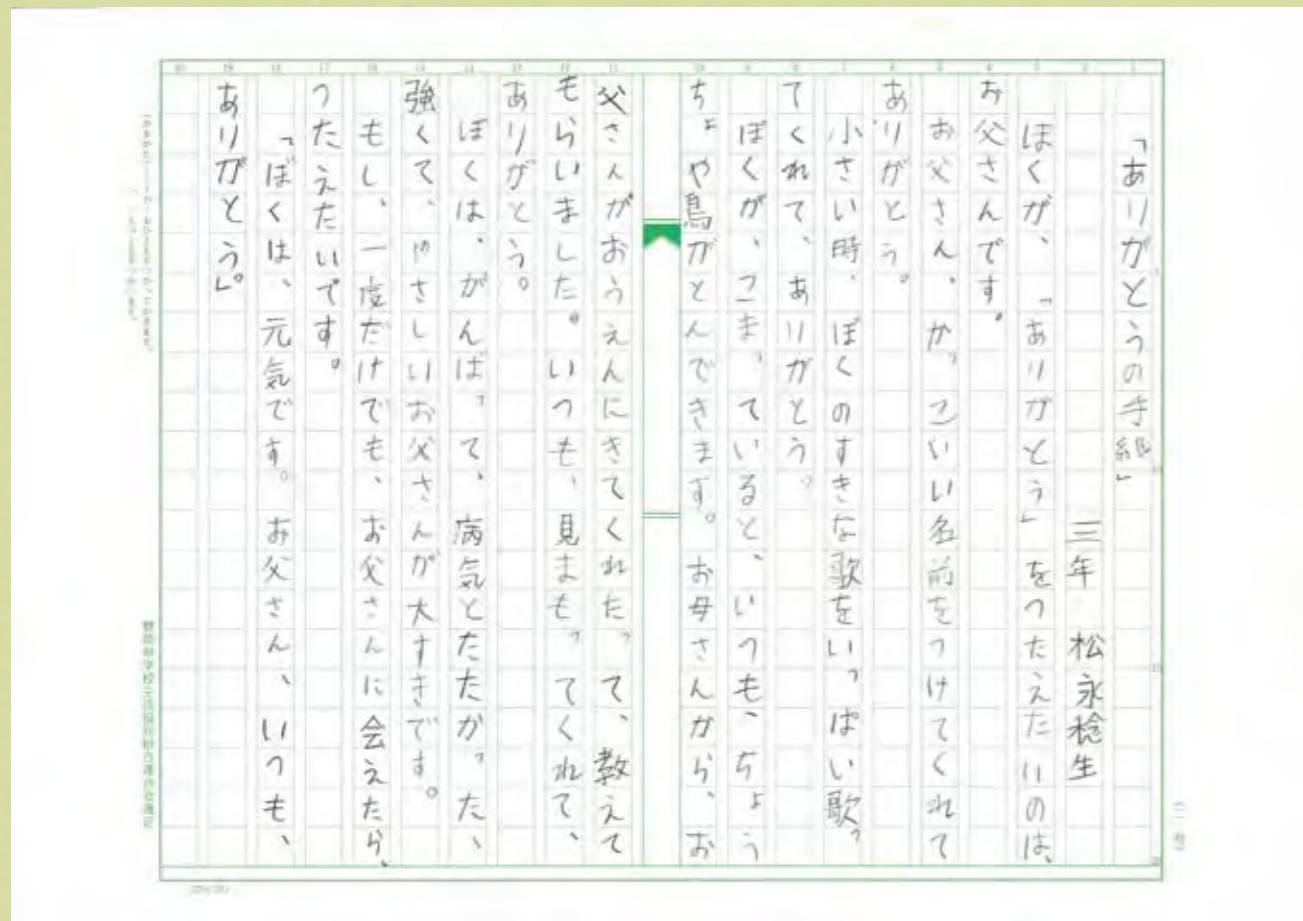 「ありがとうの手紙」
三年　松永稔生
ぼくが、「ありがとう」をつたえたいのは、
お父さんです。
お父さん、かっこいい名前をつけてくれて
ありがとう。
小さい時、ぼくのすきな歌をいっぱい歌っ
てくれて、ありがとう。
ぼくが、こまっていると、いつも、ちょう
ちょや鳥がとんできます。お母さんから、お
父さんがおうえんにきてくれたって、教えて
もらいました。いつも、見まもってくれて、
ありがとう。
ぼくは、がんばって、病気とたたかった、
強くて、やさしいお父さんが大すきです。
もし、一度だけでも、お父さんに会えたら、
つたえたいです。
「ぼくは、元気です。お父さん、いつも、
ありがとう。」